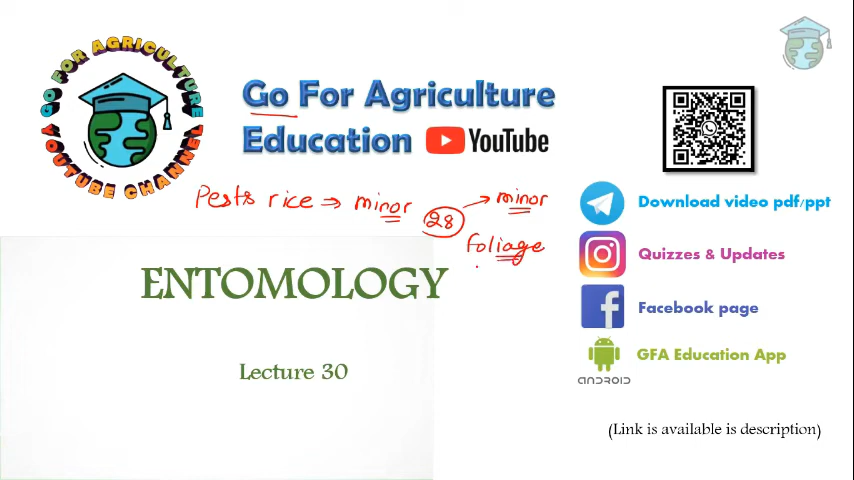 GO FOR AGRICULTURE
YOUTUBE CHANNEL
Go For Agriculture
Education YouTube
Pests rice ⇒ minor
28 → minor
foliage
ENTOMOLOGY
Lecture 30
Download video pdf/ppt
Quizzes & Updates
Facebook page
GFA Education App
ANDROID
(Link is available is description)